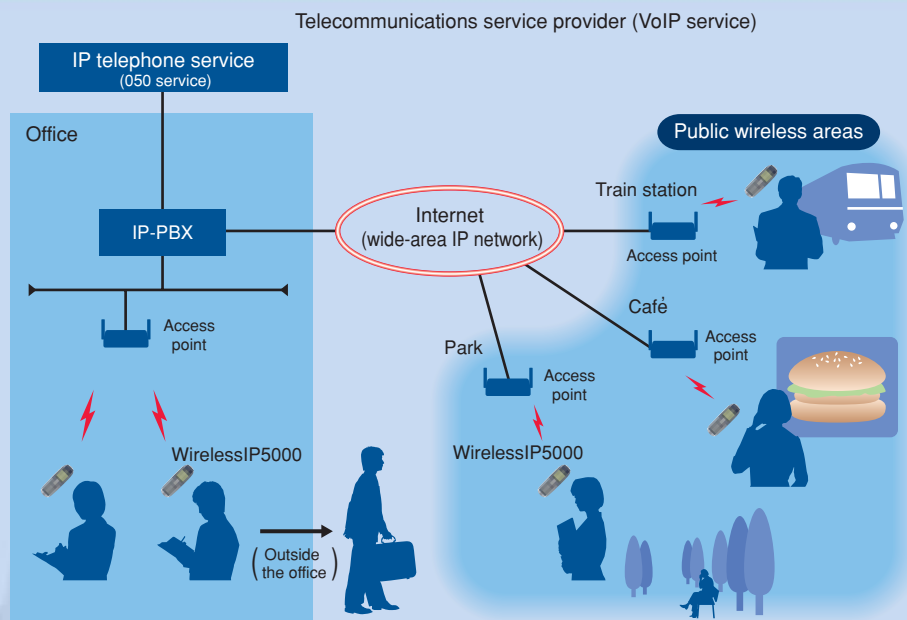 Telecommunications service provider (VoIP service)
IP telephone service
(050 service)
Office
Public wireless areas
Train station
Internet
(wide-area IP network)
IP-PBX
Access point
Café
Access
point
Access
point
Park
Access
point
WirelessIP5000
WirelessIP5000
(Outside
the office)